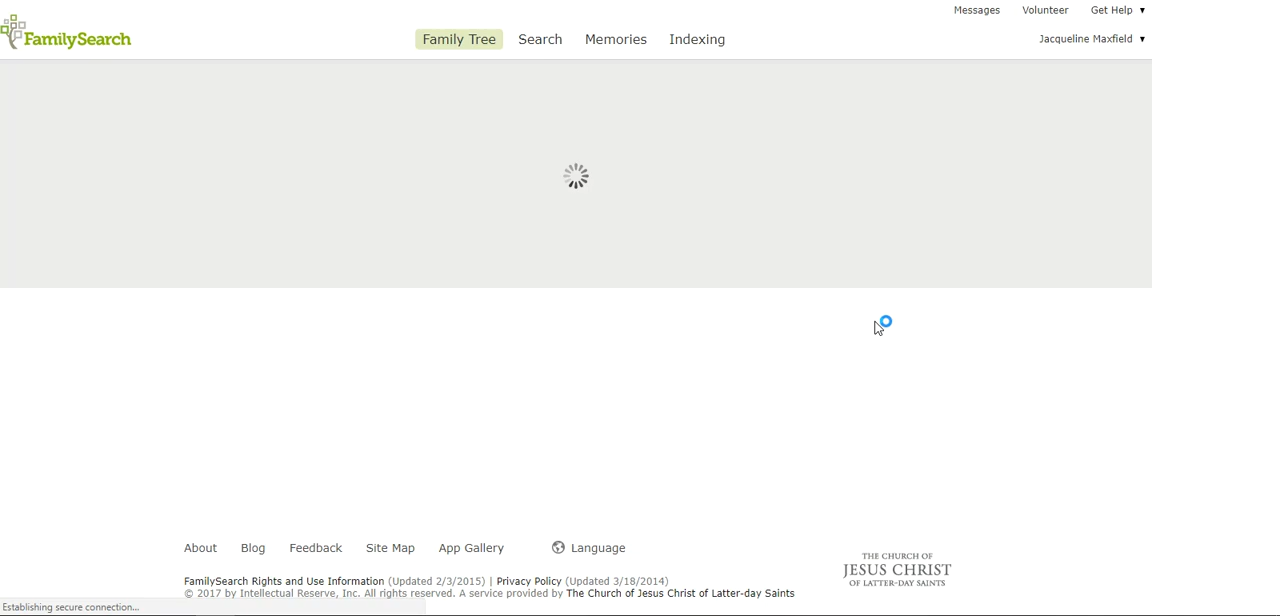 Messages Volunteer Get Help ▼
FamilySearch Family Tree Search Memories Indexing Jacqueline Maxfield ▼
About Blog Feedback Site Map App Gallery Language
THE CHURCH OF
JESUS CHRIST
OF LATTER-DAY SAINTS
FamilySearch Rights and Use Information (Updated 2/3/2015) | Privacy Policy (Updated 3/18/2014)
© 2017 by Intellectual Reserve, Inc. All rights reserved. A service provided by The Church of Jesus Christ of Latter-day Saints
Establishing secure connection...